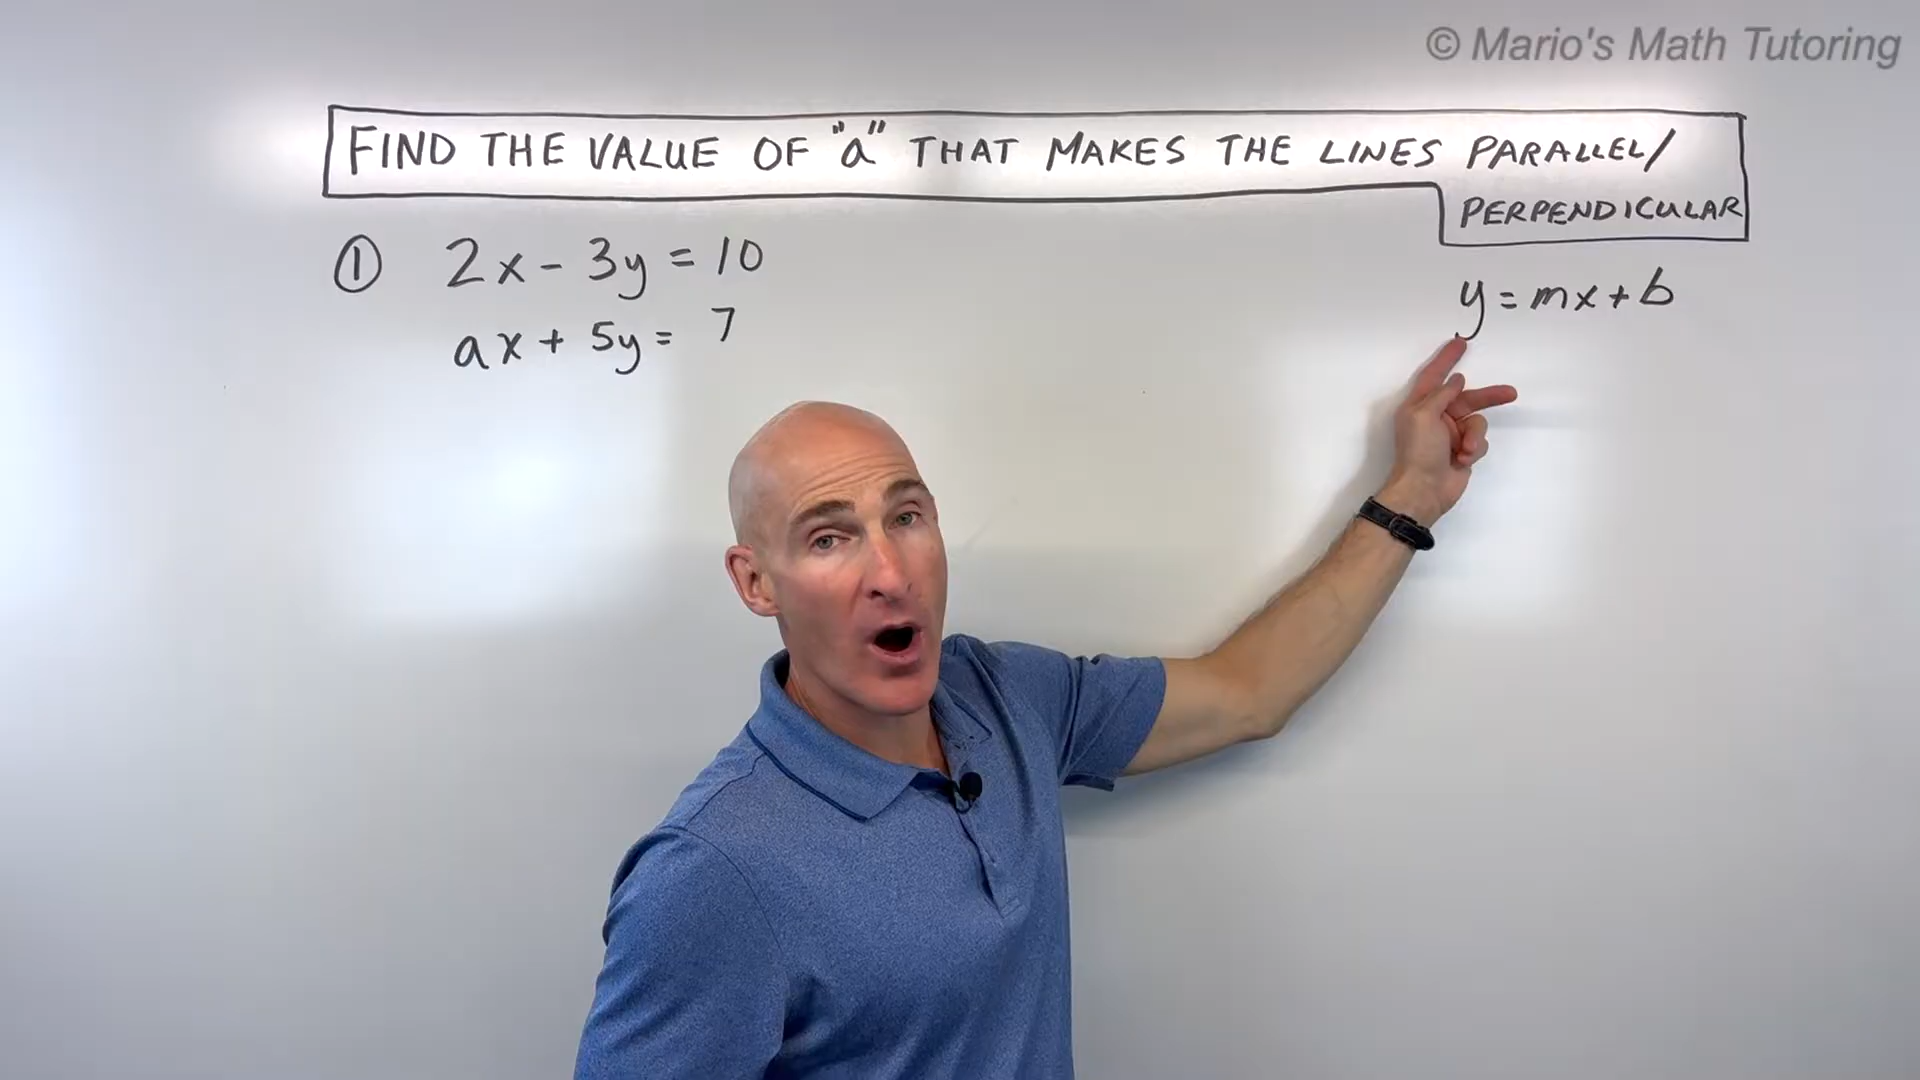 © Mario's Math Tutoring
FIND THE VALUE OF "a" THAT MAKES THE LINES PARALLEL/
PERPENDICULAR
① 2x - 3y = 10
ax + 5y = 7
y = mx + b